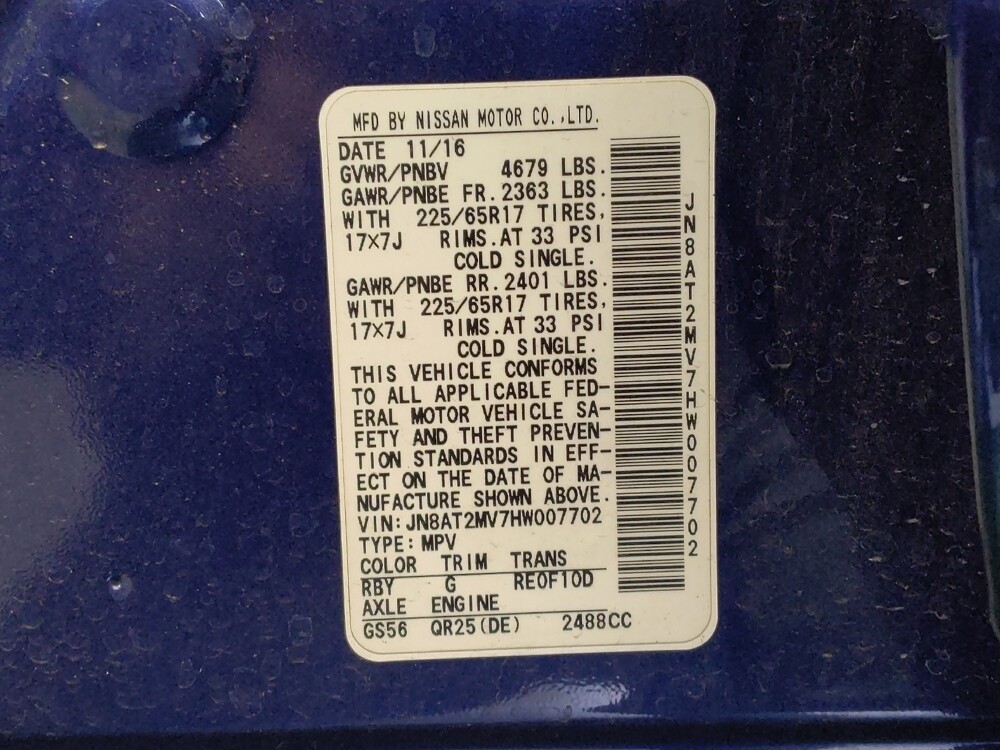 MFD BY NISSAN MOTOR CO.,LTD.
DATE 11/16
GVWR/PNBV 4679 LBS.
GAWR/PNBE FR. 2363 LBS.
WITH 225/65R17 TIRES,
17×7J RIMS.AT 33 PSI
COLD SINGLE.
GAWR/PNBE RR. 2401 LBS.
WITH 225/65R17 TIRES,
17×7J RIMS.AT 33 PSI
COLD SINGLE.
THIS VEHICLE CONFORMS
TO ALL APPLICABLE FED-
ERAL MOTOR VEHICLE SA-
FETY AND THEFT PREVEN-
TION STANDARDS IN EFF-
ECT ON THE DATE OF MA-
NUFACTURE SHOWN ABOVE.
VIN:JN8AT2MV7HW007702
TYPE:MPV
COLOR TRIM TRANS
RBY G RE0F10D
AXLE ENGINE
GS56 QR25(DE) 2488CC
JN8AT2MV7HW007702